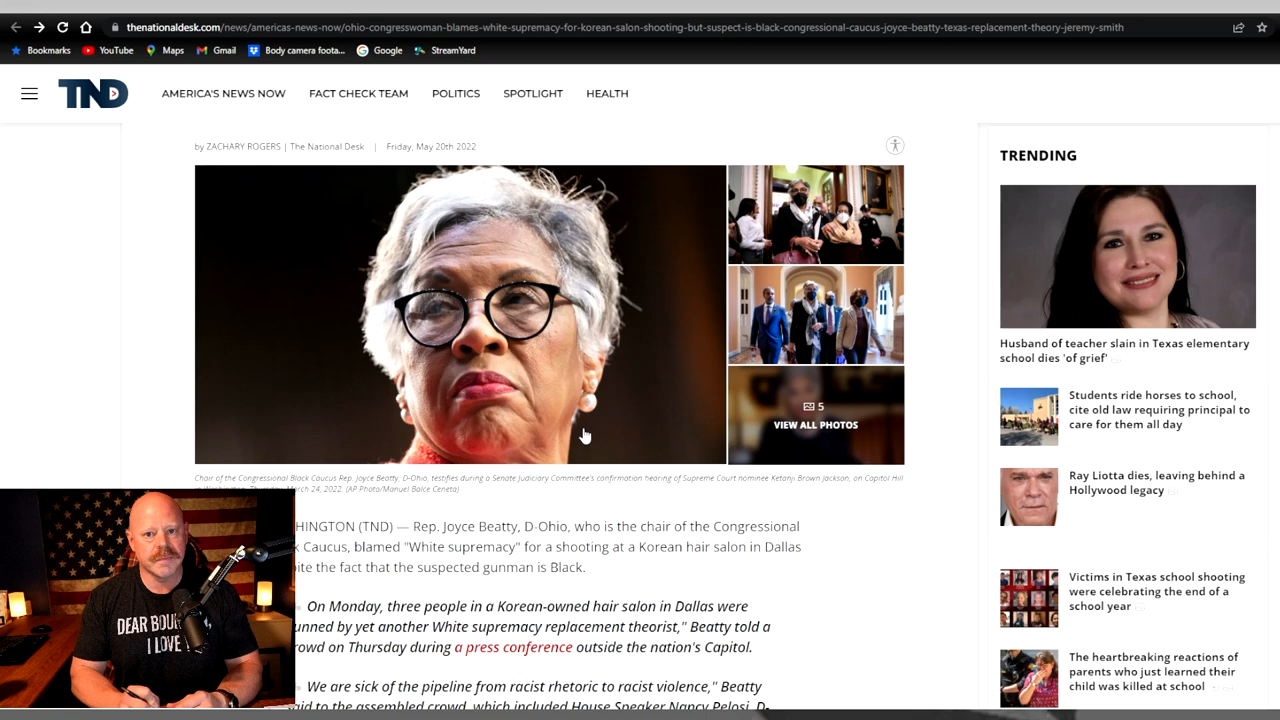 thenationaldesk.com/news/americas-news-now/ohio-congresswoman-blames-white-supremacy-for-korean-salon-shooting-but-suspect-is-black-congressional-caucus-joyce-beatty-texas-replacement-theory-jeremy-smith
Bookmarks YouTube Maps Gmail Body camera foota... Google StreamYard
TND AMERICA'S NEWS NOW FACT CHECK TEAM POLITICS SPOTLIGHT HEALTH
by ZACHARY ROGERS | The National Desk | Friday, May 20th 2022
5
VIEW ALL PHOTOS
Chair of the Congressional Black Caucus Rep. Joyce Beatty, D-Ohio, testifies during a Senate Judiciary Committee's confirmation hearing of Supreme Court nominee Ketanji Brown Jackson, on Capitol Hill
March 24, 2022. (AP Photo/Manuel Balce Ceneta)
HINGTON (TND) — Rep. Joyce Beatty, D-Ohio, who is the chair of the Congressional
k Caucus, blamed "White supremacy" for a shooting at a Korean hair salon in Dallas
ite the fact that the suspected gunman is Black.
On Monday, three people in a Korean-owned hair salon in Dallas were
unned by yet another White supremacy replacement theorist," Beatty told a
rowd on Thursday during a press conference outside the nation's Capitol.
We are sick of the pipeline from racist rhetoric to racist violence," Beatty
aid to the assembled crowd, which included House Speaker Nancy Pelosi, D-
DEAR BOU
I LOVE
TRENDING
Husband of teacher slain in Texas elementary
school dies 'of grief'
Students ride horses to school,
cite old law requiring principal to
care for them all day
Ray Liotta dies, leaving behind a
Hollywood legacy
Victims in Texas school shooting
were celebrating the end of a
school year
The heartbreaking reactions of
parents who just learned their
child was killed at school